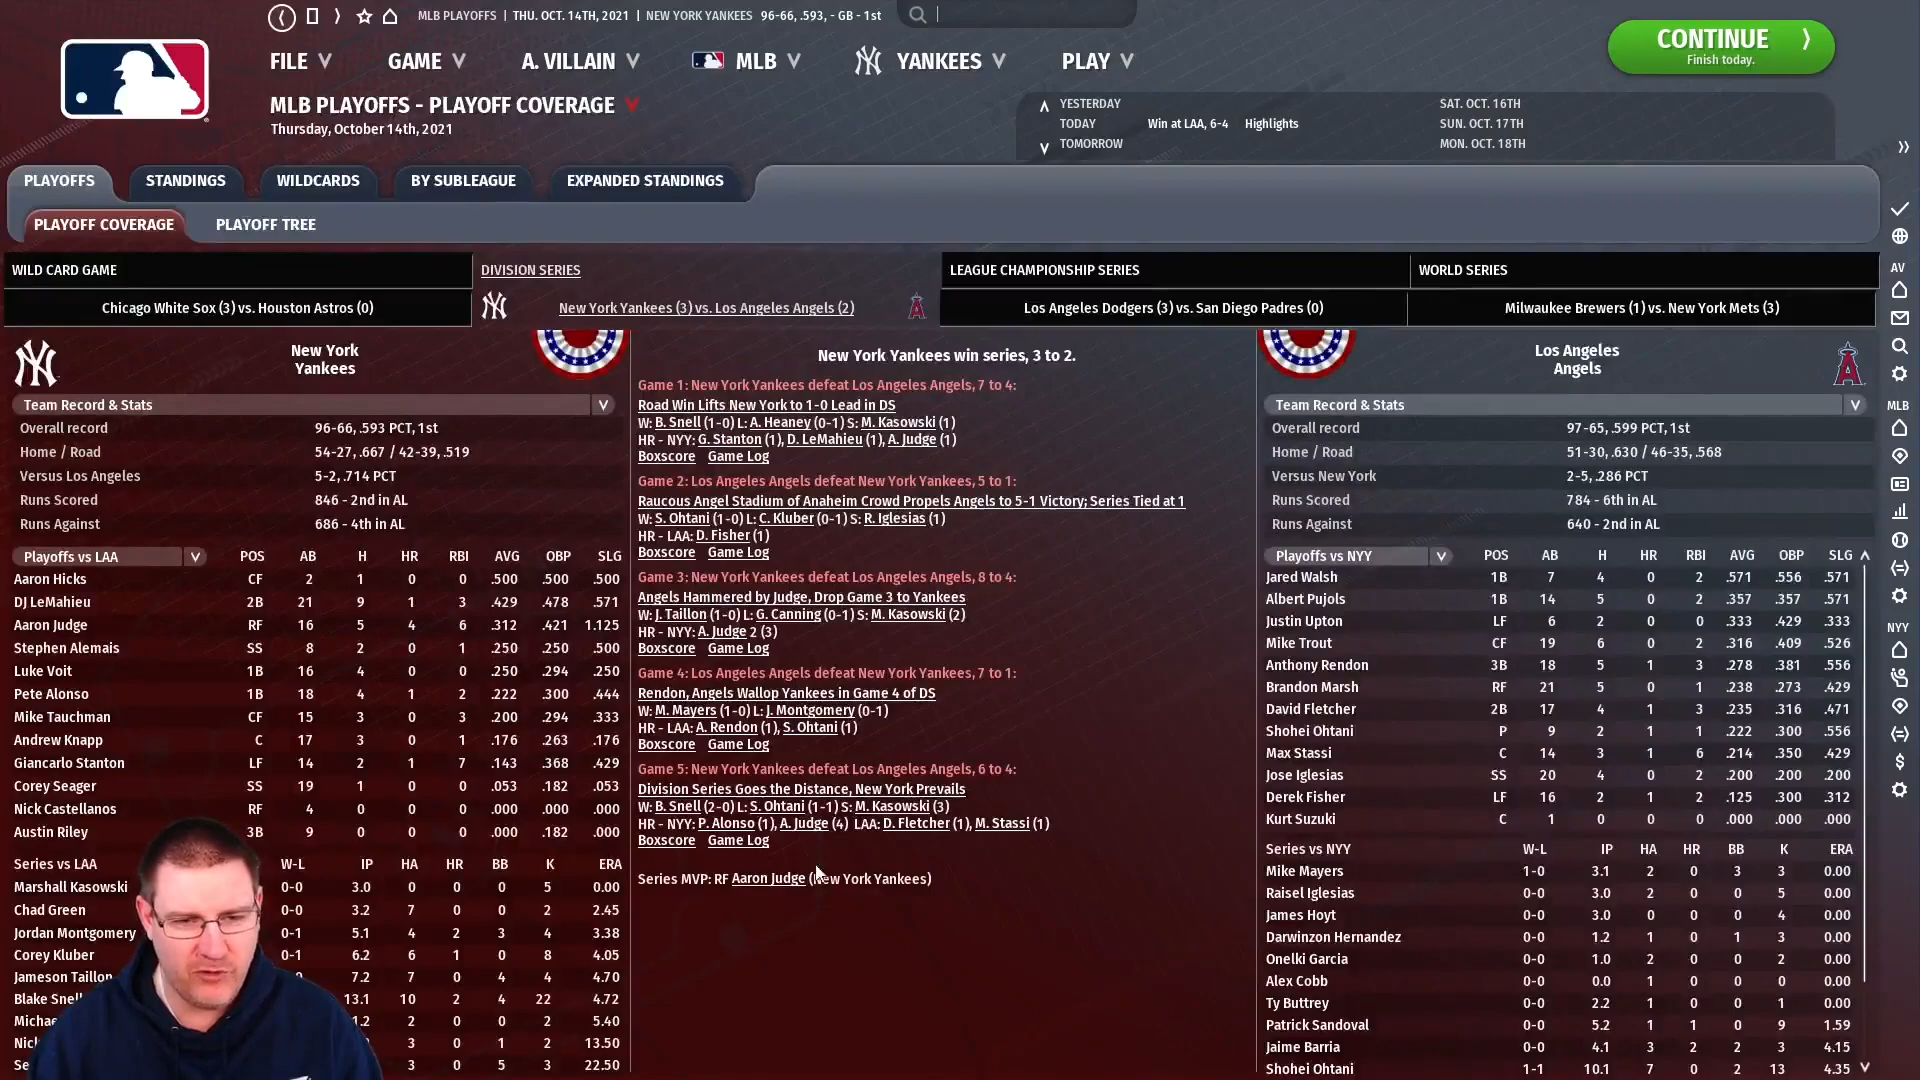 MLB PLAYOFFS | THU. OCT. 14TH, 2021 | NEW YORK YANKEES 96-66, .593, - GB - 1st
FILE GAME A. VILLAIN MLB YANKEES PLAY
CONTINUE
Finish today.
MLB PLAYOFFS - PLAYOFF COVERAGE
Thursday, October 14th, 2021
YESTERDAY SAT. OCT. 16TH
TODAY Win at LAA, 6-4 Highlights SUN. OCT. 17TH
TOMORROW MON. OCT. 18TH
PLAYOFFS STANDINGS WILDCARDS BY SUBLEAGUE EXPANDED STANDINGS
PLAYOFF COVERAGE PLAYOFF TREE
WILD CARD GAME DIVISION SERIES LEAGUE CHAMPIONSHIP SERIES WORLD SERIES
Chicago White Sox (3) vs. Houston Astros (0) New York Yankees (3) vs. Los Angeles Angels (2) Los Angeles Dodgers (3) vs. San Diego Padres (0) Milwaukee Brewers (1) vs. New York Mets (3)
New York
Yankees
Team Record & Stats
Overall record 96-66, .593 PCT, 1st
Home / Road 54-27, .667 / 42-39, .519
Versus Los Angeles 5-2, .714 PCT
Runs Scored 846 - 2nd in AL
Runs Against 686 - 4th in AL
Playoffs vs LAA POS AB H HR RBI AVG OBP SLG
Aaron Hicks CF 2 1 0 0 .500 .500 .500
DJ LeMahieu 2B 21 9 1 3 .429 .478 .571
Aaron Judge RF 16 5 4 6 .312 .421 1.125
Stephen Alemais SS 8 2 0 1 .250 .250 .500
Luke Voit 1B 16 4 0 0 .250 .294 .250
Pete Alonso 1B 18 4 1 2 .222 .300 .444
Mike Tauchman CF 15 3 0 3 .200 .294 .333
Andrew Knapp C 17 3 0 1 .176 .263 .176
Giancarlo Stanton LF 14 2 1 7 .143 .368 .429
Corey Seager SS 19 1 0 0 .053 .182 .053
Nick Castellanos RF 4 0 0 0 .000 .000 .000
Austin Riley 3B 9 0 0 0 .000 .182 .000
Series vs LAA W-L IP HA HR BB K ERA
Marshall Kasowski 0-0 3.0 0 0 0 5 0.00
Chad Green 0-0 3.2 7 0 0 2 2.45
Jordan Montgomery 0-1 5.1 4 2 3 4 3.38
Corey Kluber 0-1 6.2 6 1 0 8 4.05
Jameson Taillon 7.2 7 0 4 4 4.70
Blake Snell 13.1 10 2 4 22 4.72
Michae 1.2 2 0 0 2 5.40
Nick 3 0 1 2 13.50
Se 3 0 5 3 22.50
New York Yankees win series, 3 to 2.
Game 1: New York Yankees defeat Los Angeles Angels, 7 to 4:
Road Win Lifts New York to 1-0 Lead in DS
W: B. Snell (1-0) L: A. Heaney (0-1) S: M. Kasowski (1)
HR - NYY: G. Stanton (1), D. LeMahieu (1), A. Judge (1)
Boxscore Game Log
Game 2: Los Angeles Angels defeat New York Yankees, 5 to 1:
Raucous Angel Stadium of Anaheim Crowd Propels Angels to 5-1 Victory; Series Tied at 1
W: S. Ohtani (1-0) L: C. Kluber (0-1) S: R. Iglesias (1)
HR - LAA: D. Fisher (1)
Boxscore Game Log
Game 3: New York Yankees defeat Los Angeles Angels, 8 to 4:
Angels Hammered by Judge, Drop Game 3 to Yankees
W: J. Taillon (1-0) L: G. Canning (0-1) S: M. Kasowski (2)
HR - NYY: A. Judge 2 (3)
Boxscore Game Log
Game 4: Los Angeles Angels defeat New York Yankees, 7 to 1:
Rendon, Angels Wallop Yankees in Game 4 of DS
W: M. Mayers (1-0) L: J. Montgomery (0-1)
HR - LAA: A. Rendon (1), S. Ohtani (1)
Boxscore Game Log
Game 5: New York Yankees defeat Los Angeles Angels, 6 to 4:
Division Series Goes the Distance, New York Prevails
W: B. Snell (2-0) L: S. Ohtani (1-1) S: M. Kasowski (3)
HR - NYY: P. Alonso (1), A. Judge (4) LAA: D. Fletcher (1), M. Stassi (1)
Boxscore Game Log
Series MVP: RF Aaron Judge (New York Yankees)
Los Angeles
Angels
Team Record & Stats
Overall record 97-65, .599 PCT, 1st
Home / Road 51-30, .630 / 46-35, .568
Versus New York 2-5, .286 PCT
Runs Scored 784 - 6th in AL
Runs Against 640 - 2nd in AL
Playoffs vs NYY POS AB H HR RBI AVG OBP SLG
Jared Walsh 1B 7 4 0 2 .571 .556 .571
Albert Pujols 1B 14 5 0 2 .357 .357 .571
Justin Upton LF 6 2 0 0 .333 .429 .333
Mike Trout CF 19 6 0 2 .316 .409 .526
Anthony Rendon 3B 18 5 1 3 .278 .381 .556
Brandon Marsh RF 21 5 0 1 .238 .273 .429
David Fletcher 2B 17 4 1 3 .235 .316 .471
Shohei Ohtani P 9 2 1 1 .222 .300 .556
Max Stassi C 14 3 1 6 .214 .350 .429
Jose Iglesias SS 20 4 0 2 .200 .200 .200
Derek Fisher LF 16 2 1 2 .125 .300 .312
Kurt Suzuki C 1 0 0 0 .000 .000 .000
Series vs NYY W-L IP HA HR BB K ERA
Mike Mayers 1-0 3.1 2 0 3 3 0.00
Raisel Iglesias 0-0 3.0 2 0 0 5 0.00
James Hoyt 0-0 3.0 0 0 0 4 0.00
Darwinzon Hernandez 0-0 1.2 1 0 1 3 0.00
Onelki Garcia 0-0 1.0 2 0 0 2 0.00
Alex Cobb 0-0 0.0 1 0 0 0 0.00
Ty Buttrey 0-0 2.2 1 0 0 1 0.00
Patrick Sandoval 0-0 5.2 1 1 0 9 1.59
Jaime Barria 0-0 4.1 3 2 2 3 4.15
Shohei Ohtani 1-1 10.1 7 0 2 13 4.35
AV
MLB
NYY